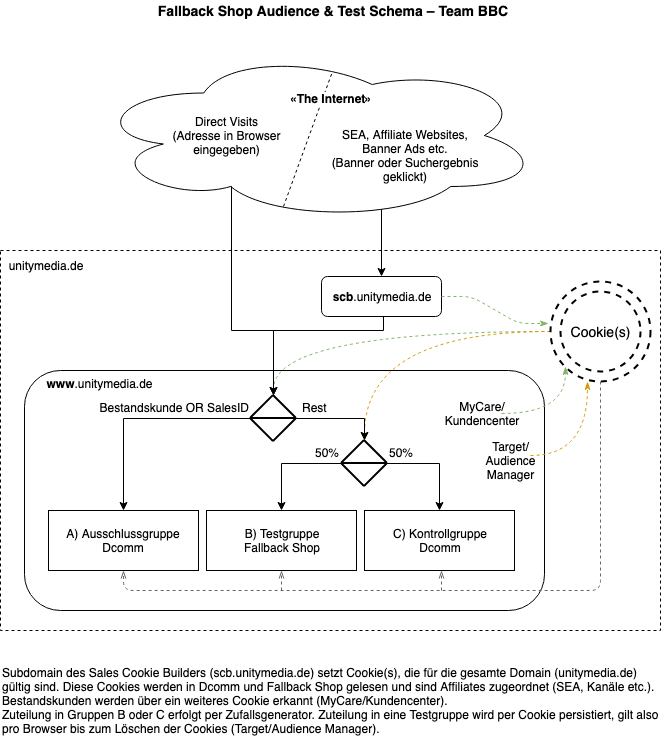 Fallback Shop Audience & Test Schema – Team BBC
«The Internet»
Direct Visits
(Adresse in Browser
eingegeben)
SEA, Affiliate Websites,
Banner Ads etc.
(Banner oder Suchergebnis
geklickt)
unitymedia.de
scb.unitymedia.de
Cookie(s)
www.unitymedia.de
Bestandskunde OR SalesID
Rest
MyCare/
Kundencenter
50%
50%
Target/
Audience
Manager
A) Ausschlussgruppe
Dcomm
B) Testgruppe
Fallback Shop
C) Kontrollgruppe
Dcomm
Subdomain des Sales Cookie Builders (scb.unitymedia.de) setzt Cookie(s), die für die gesamte Domain (unitymedia.de)
gültig sind. Diese Cookies werden in Dcomm und Fallback Shop gelesen und sind Affiliates zugeordnet (SEA, Kanäle etc.).
Bestandskunden werden über ein weiteres Cookie erkannt (MyCare/Kundencenter).
Zuteilung in Gruppen B oder C erfolgt per Zufallsgenerator. Zuteilung in eine Testgruppe wird per Cookie persistiert, gilt also
pro Browser bis zum Löschen der Cookies (Target/Audience Manager).